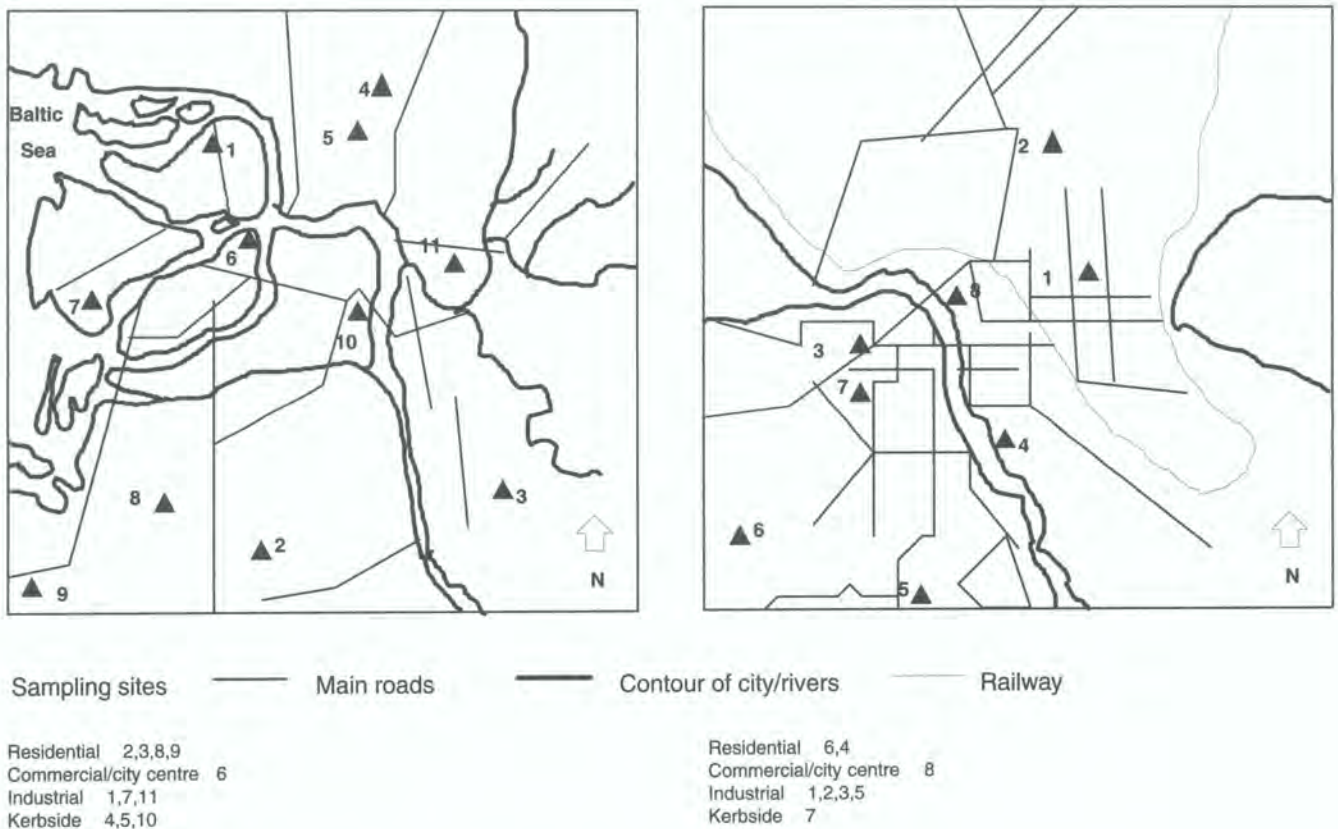 Baltic
Sea
1
2
3
4
5
6
7
8
9
10
11
N
1
2
3
4
5
6
7
8
N
Sampling sites Main roads Contour of city/rivers Railway
Residential 2,3,8,9
Commercial/city centre 6
Industrial 1,7,11
Kerbside 4,5,10
Residential 6,4
Commercial/city centre 8
Industrial 1,2,3,5
Kerbside 7